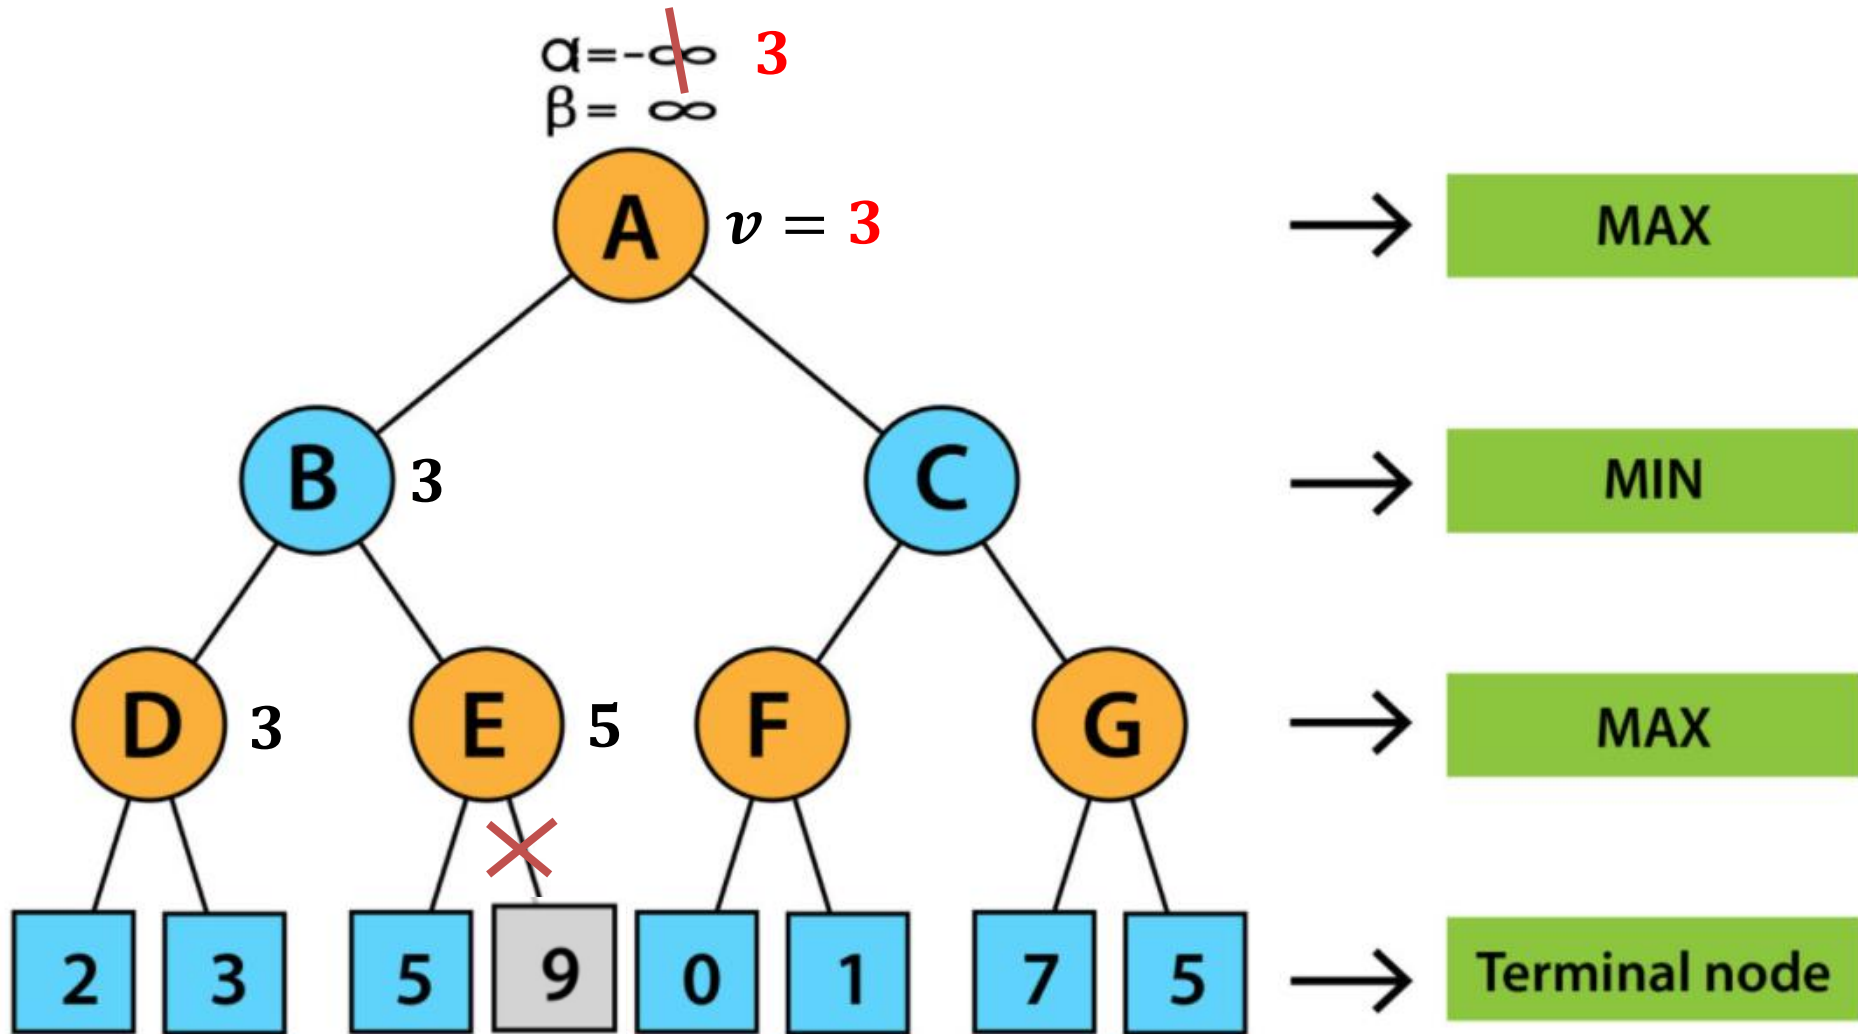 α=-∞ 3
β= ∞
A v = 3 MAX
B 3 C MIN
D 3 E 5 F G MAX
2 3 5 9 0 1 7 5 Terminal node